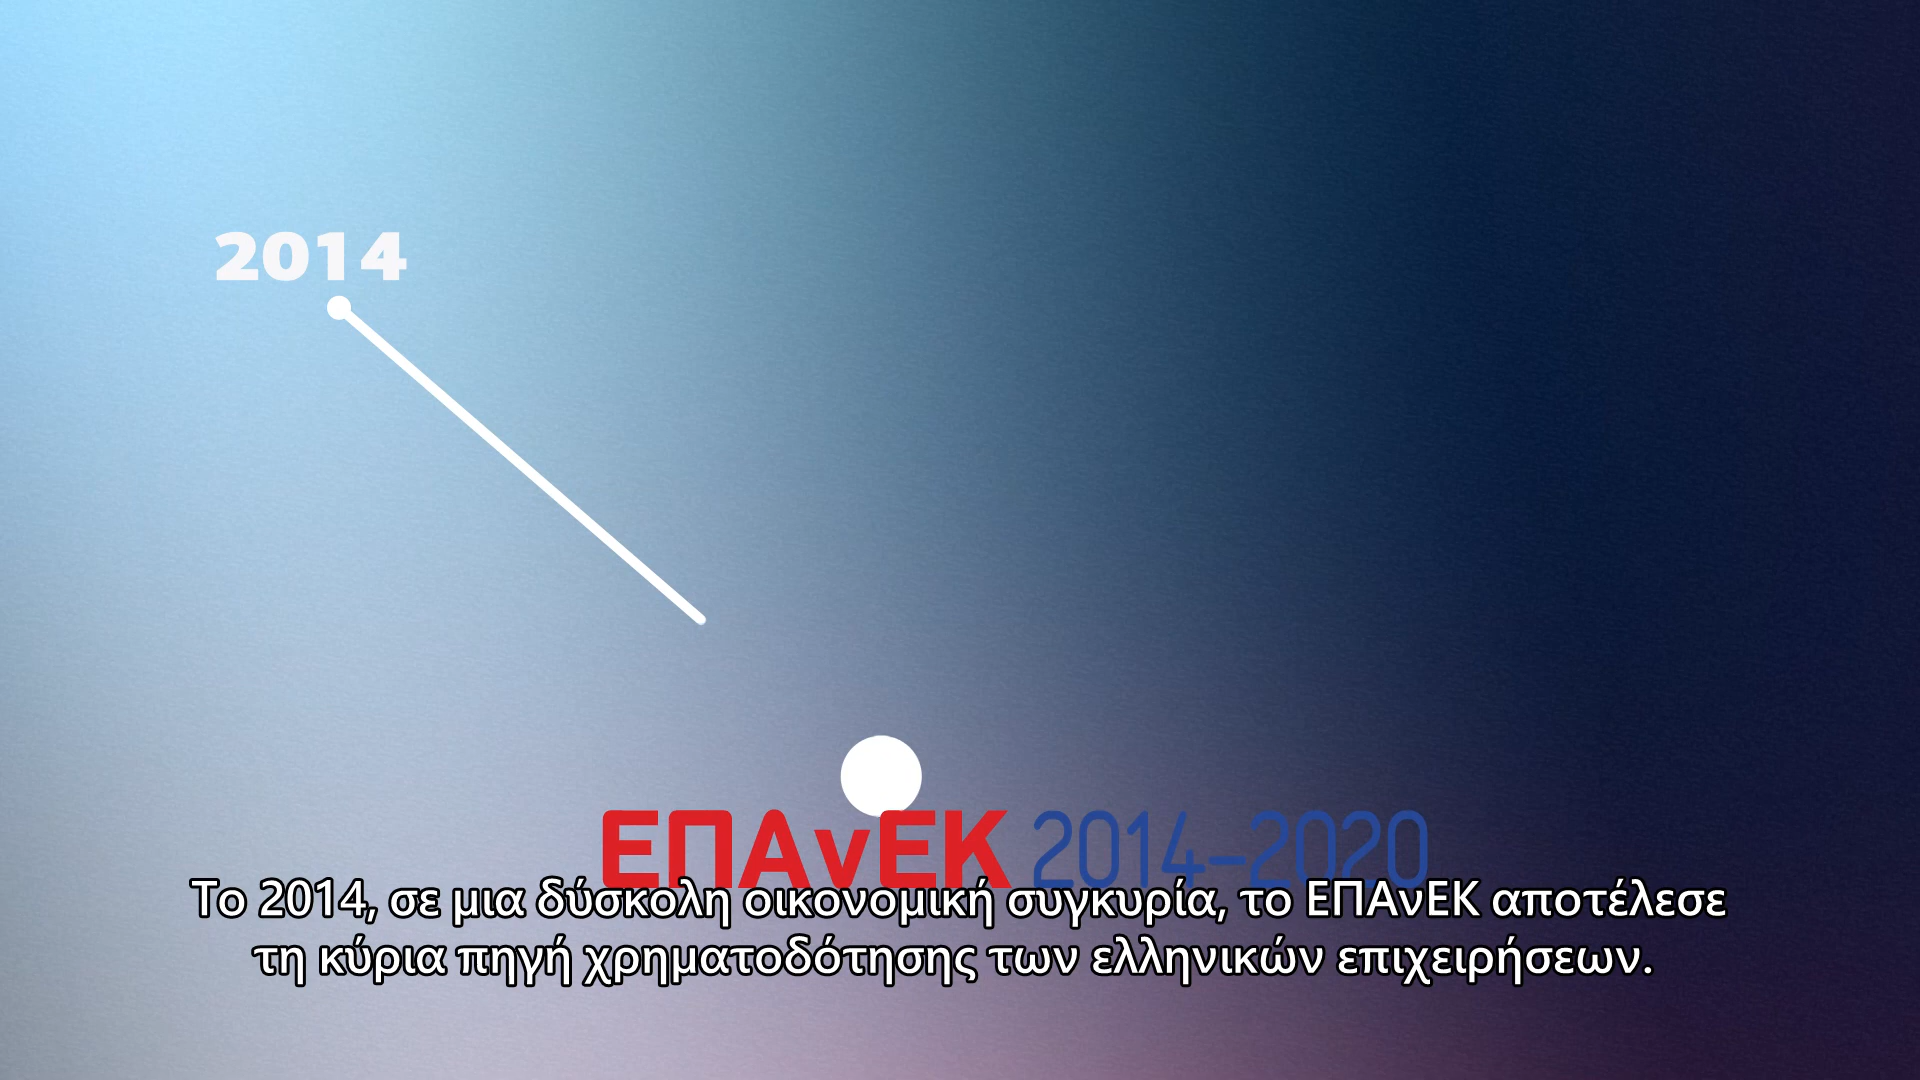 2014
ΕΠΑνΕΚ 2014–2020
Το 2014, σε μια δύσκολη οικονομική συγκυρία, το ΕΠΑνΕΚ αποτέλεσε
τη κύρια πηγή χρηματοδότησης των ελληνικών επιχειρήσεων.